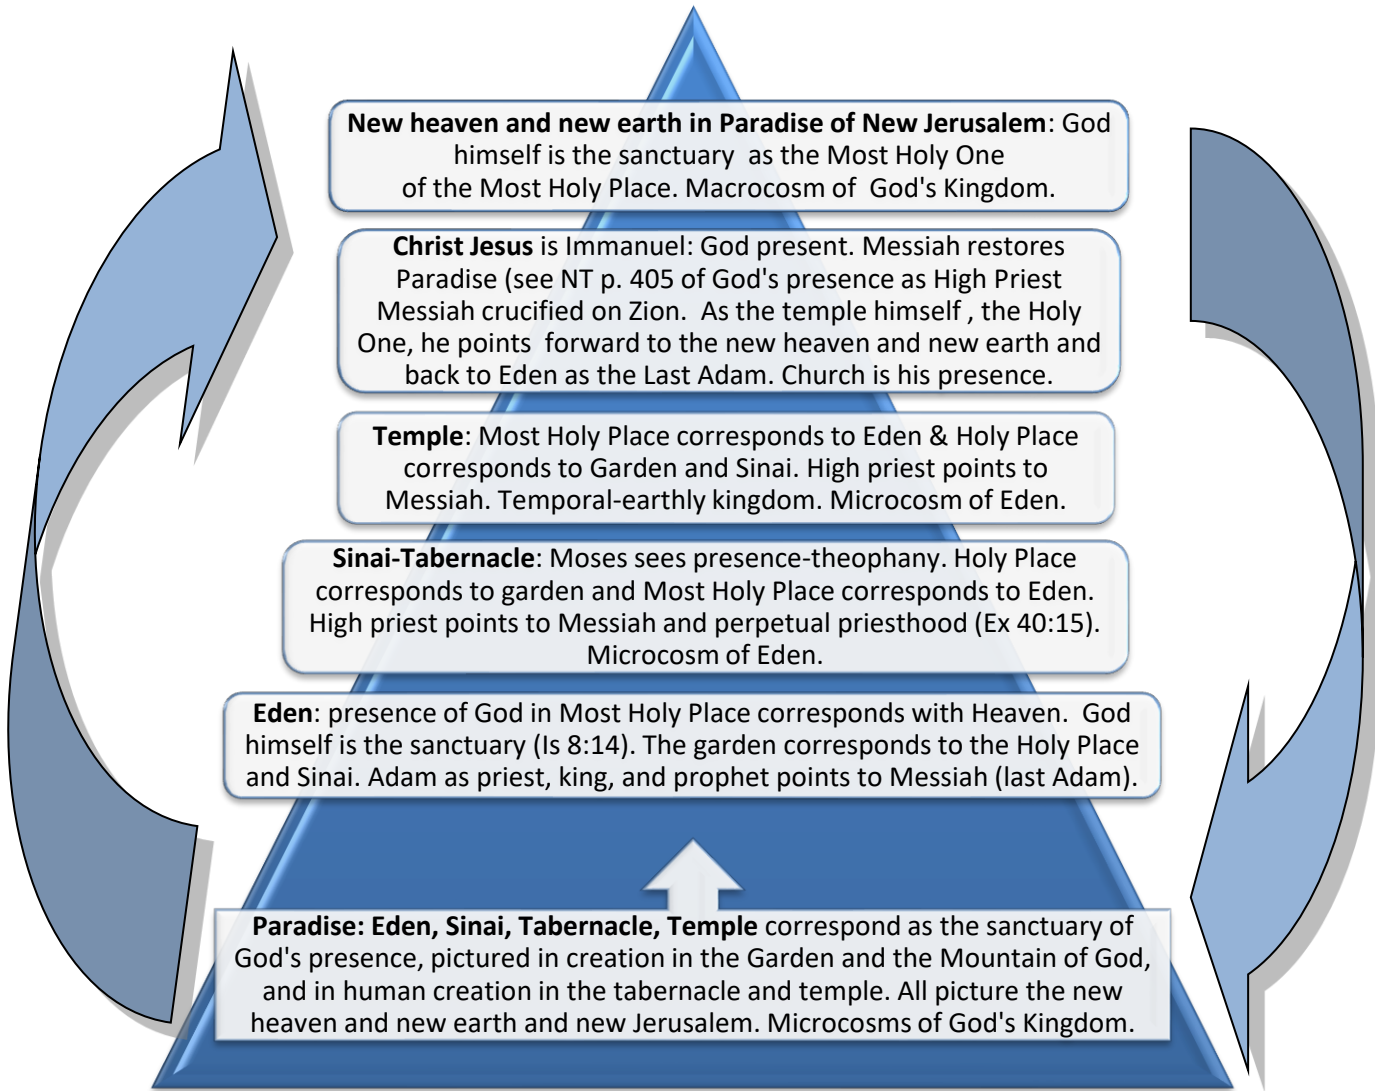 New heaven and new earth in Paradise of New Jerusalem: God
himself is the sanctuary as the Most Holy One
of the Most Holy Place. Macrocosm of God's Kingdom.
Christ Jesus is Immanuel: God present. Messiah restores
Paradise (see NT p. 405 of God's presence as High Priest
Messiah crucified on Zion. As the temple himself , the Holy
One, he points forward to the new heaven and new earth and
back to Eden as the Last Adam. Church is his presence.
Temple: Most Holy Place corresponds to Eden & Holy Place
corresponds to Garden and Sinai. High priest points to
Messiah. Temporal-earthly kingdom. Microcosm of Eden.
Sinai-Tabernacle: Moses sees presence-theophany. Holy Place
corresponds to garden and Most Holy Place corresponds to Eden.
High priest points to Messiah and perpetual priesthood (Ex 40:15).
Microcosm of Eden.
Eden: presence of God in Most Holy Place corresponds with Heaven. God
himself is the sanctuary (Is 8:14). The garden corresponds to the Holy Place
and Sinai. Adam as priest, king, and prophet points to Messiah (last Adam).
Paradise: Eden, Sinai, Tabernacle, Temple correspond as the sanctuary of
God's presence, pictured in creation in the Garden and the Mountain of God,
and in human creation in the tabernacle and temple. All picture the new
heaven and new earth and new Jerusalem. Microcosms of God's Kingdom.